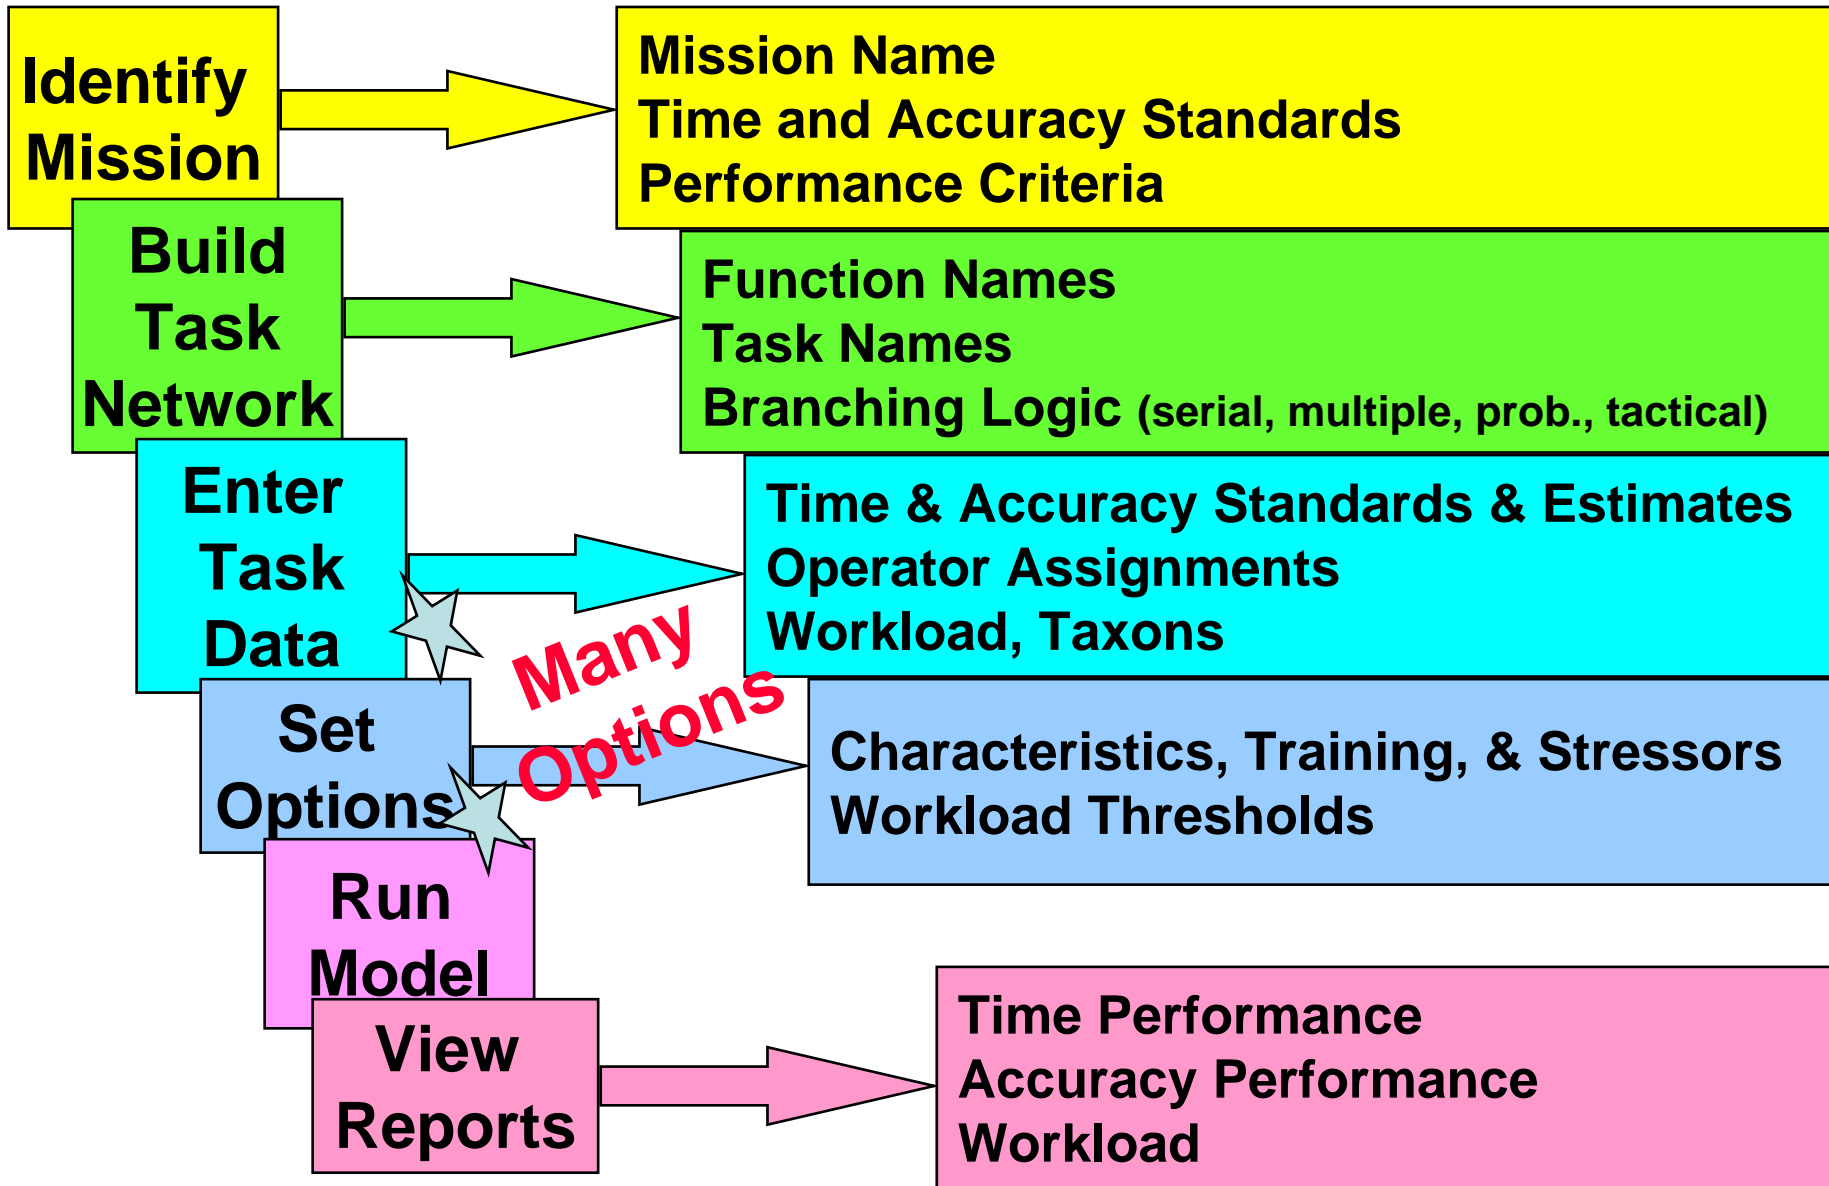 Identify
Mission
Mission Name
Time and Accuracy Standards
Performance Criteria
Build
Task
Network
Function Names
Task Names
Branching Logic (serial, multiple, prob., tactical)
Enter
Task
Data
Time & Accuracy Standards & Estimates
Operator Assignments
Workload, Taxons
Many
Options
Set
Options
Characteristics, Training, & Stressors
Workload Thresholds
Run
Model
View
Reports
Time Performance
Accuracy Performance
Workload